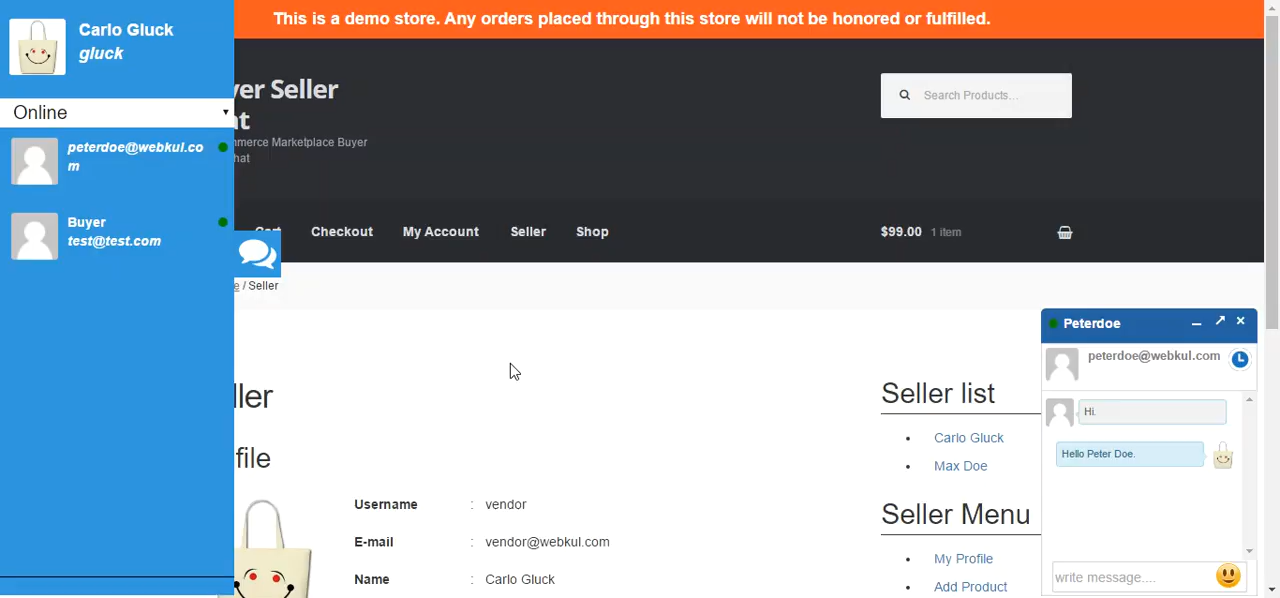 This is a demo store. Any orders placed through this store will not be honored or fulfilled.
Carlo Gluck
gluck
Online
peterdoe@webkul.co
m
Buyer
test@test.com
yer Seller
at
mmerce Marketplace Buyer
hat
Search Products...
Cart
Checkout
My Account
Seller
Shop
$99.00 1 item
e / Seller
ller
file
Username : vendor
E-mail : vendor@webkul.com
Name : Carlo Gluck
Seller list
Carlo Gluck
Max Doe
Seller Menu
My Profile
Add Product
Peterdoe
peterdoe@webkul.com
Hi.
Hello Peter Doe.
write message....